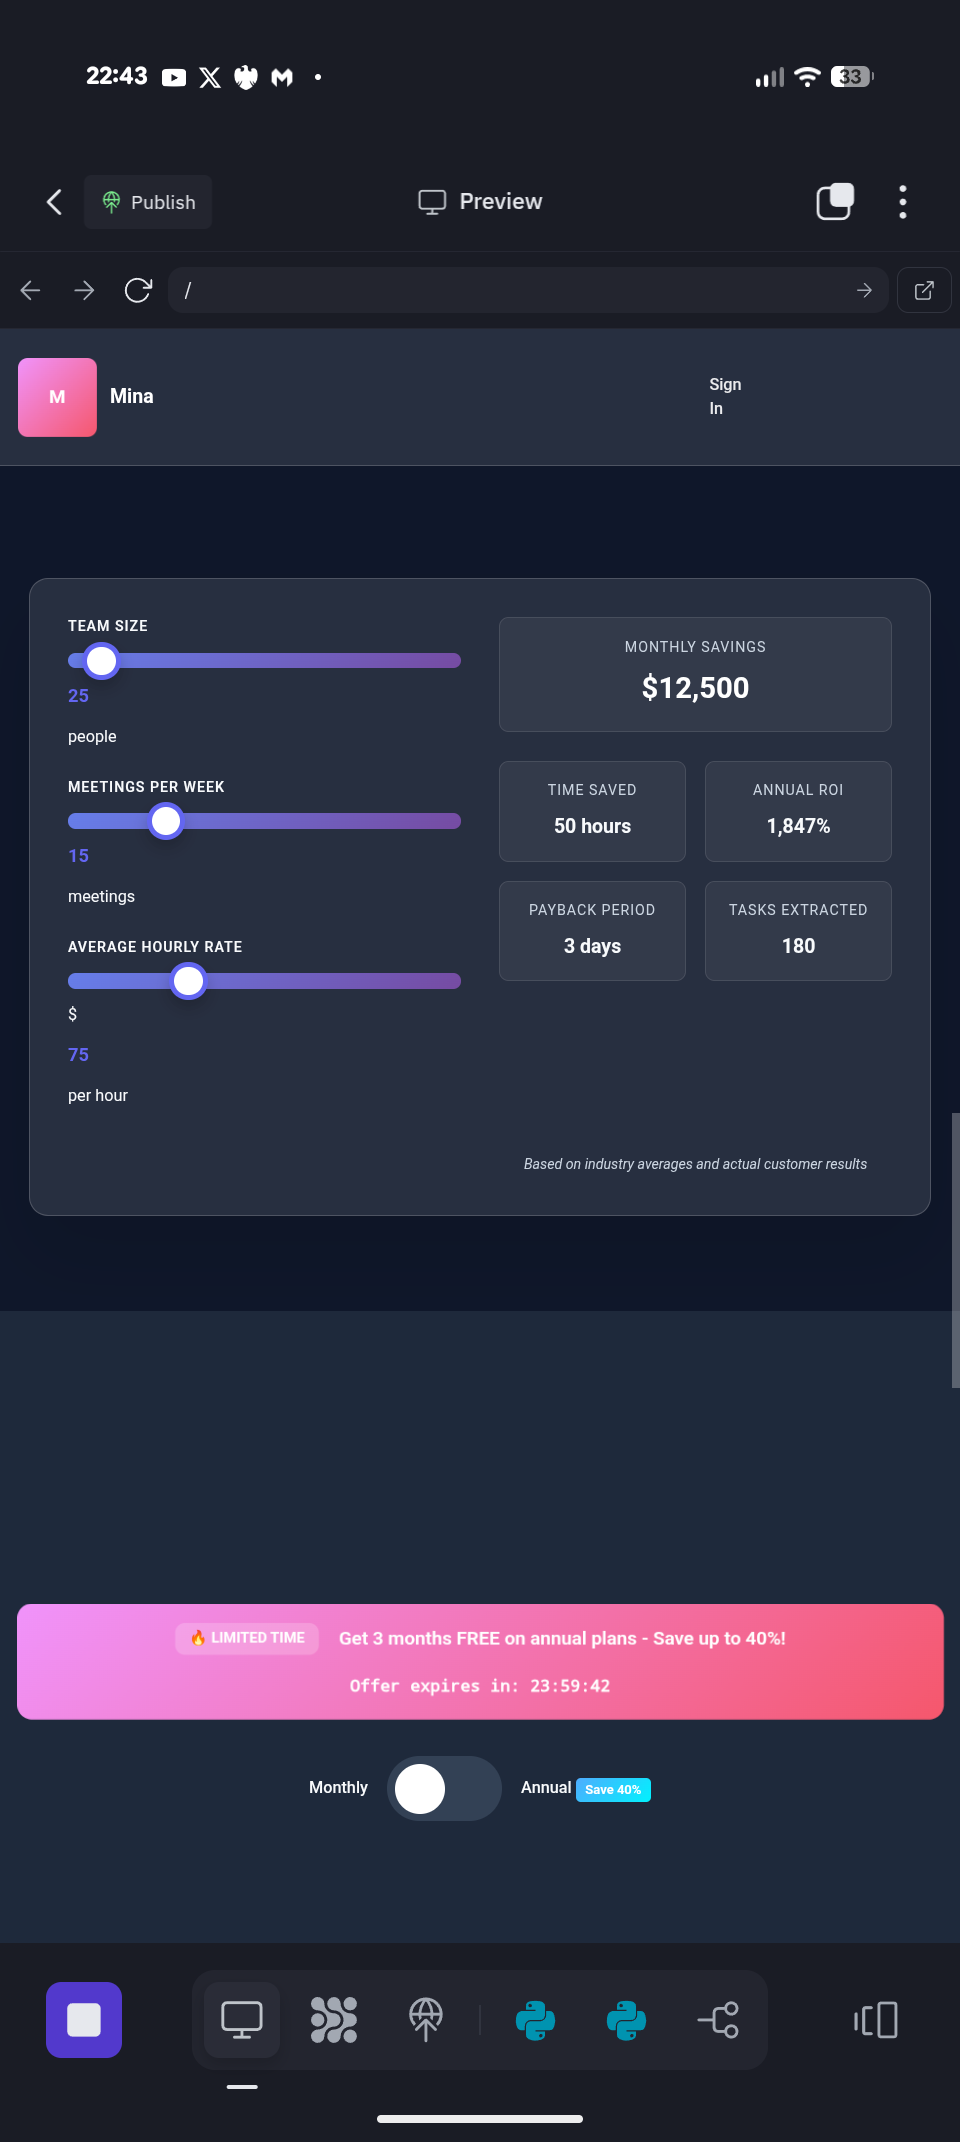 22:43
33
Publish
Preview
/
M
Mina
Sign
In
TEAM SIZE
25
people
MEETINGS PER WEEK
15
meetings
AVERAGE HOURLY RATE
$
75
per hour
MONTHLY SAVINGS
$12,500
TIME SAVED
50 hours
ANNUAL ROI
1,847%
PAYBACK PERIOD
3 days
TASKS EXTRACTED
180
Based on industry averages and actual customer results
🔥 LIMITED TIME
Get 3 months FREE on annual plans - Save up to 40%!
Offer expires in: 23:59:42
Monthly
Annual
Save 40%